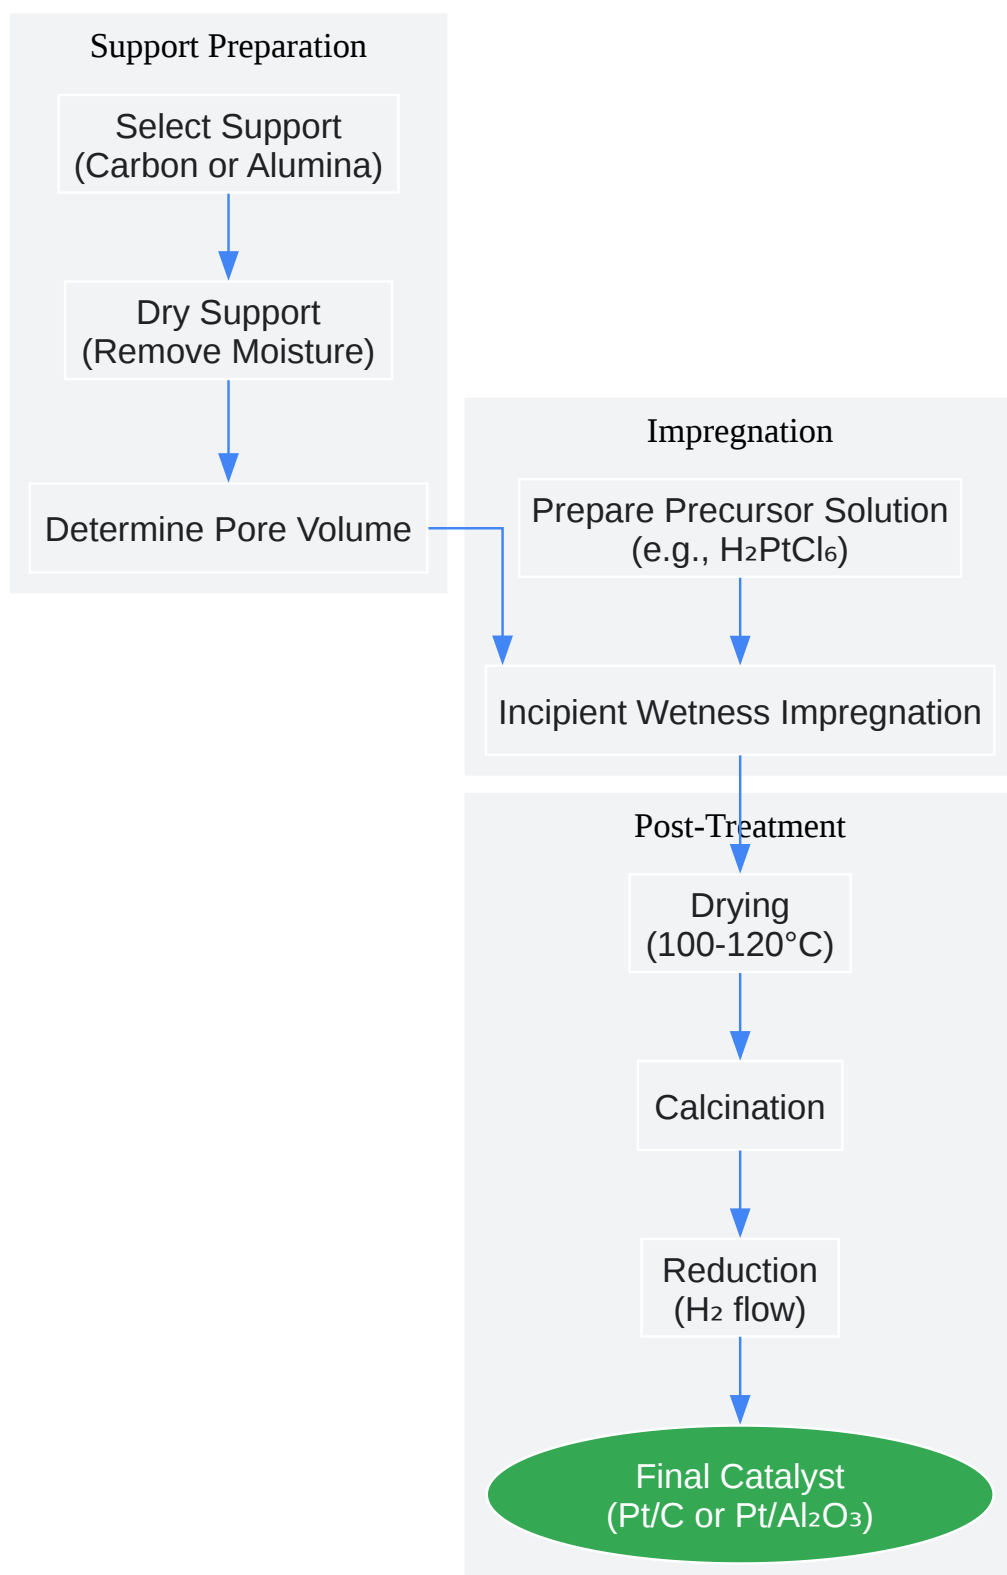 Support Preparation
Select Support
(Carbon or Alumina)
Dry Support
(Remove Moisture)
Determine Pore Volume
Impregnation
Prepare Precursor Solution
(e.g., H₂PtCl₆)
Incipient Wetness Impregnation
Post-Treatment
Drying
(100-120°C)
Calcination
Reduction
(H₂ flow)
Final Catalyst
(Pt/C or Pt/Al₂O₃)